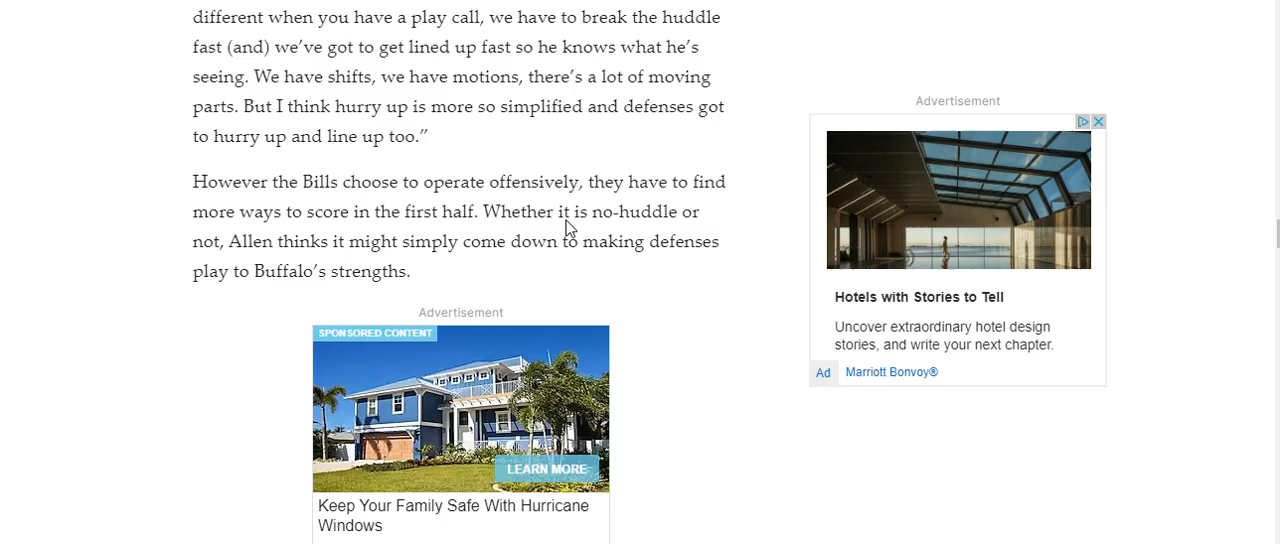 different when you have a play call, we have to break the huddle
fast (and) we’ve got to get lined up fast so he knows what he’s
seeing. We have shifts, we have motions, there’s a lot of moving
parts. But I think hurry up is more so simplified and defenses got
to hurry up and line up too.”
However the Bills choose to operate offensively, they have to find
more ways to score in the first half. Whether it is no-huddle or
not, Allen thinks it might simply come down to making defenses
play to Buffalo’s strengths.
Advertisement
SPONSORED CONTENT
LEARN MORE
Keep Your Family Safe With Hurricane
Windows
Advertisement
Hotels with Stories to Tell
Uncover extraordinary hotel design
stories, and write your next chapter.
Ad Marriott Bonvoy®